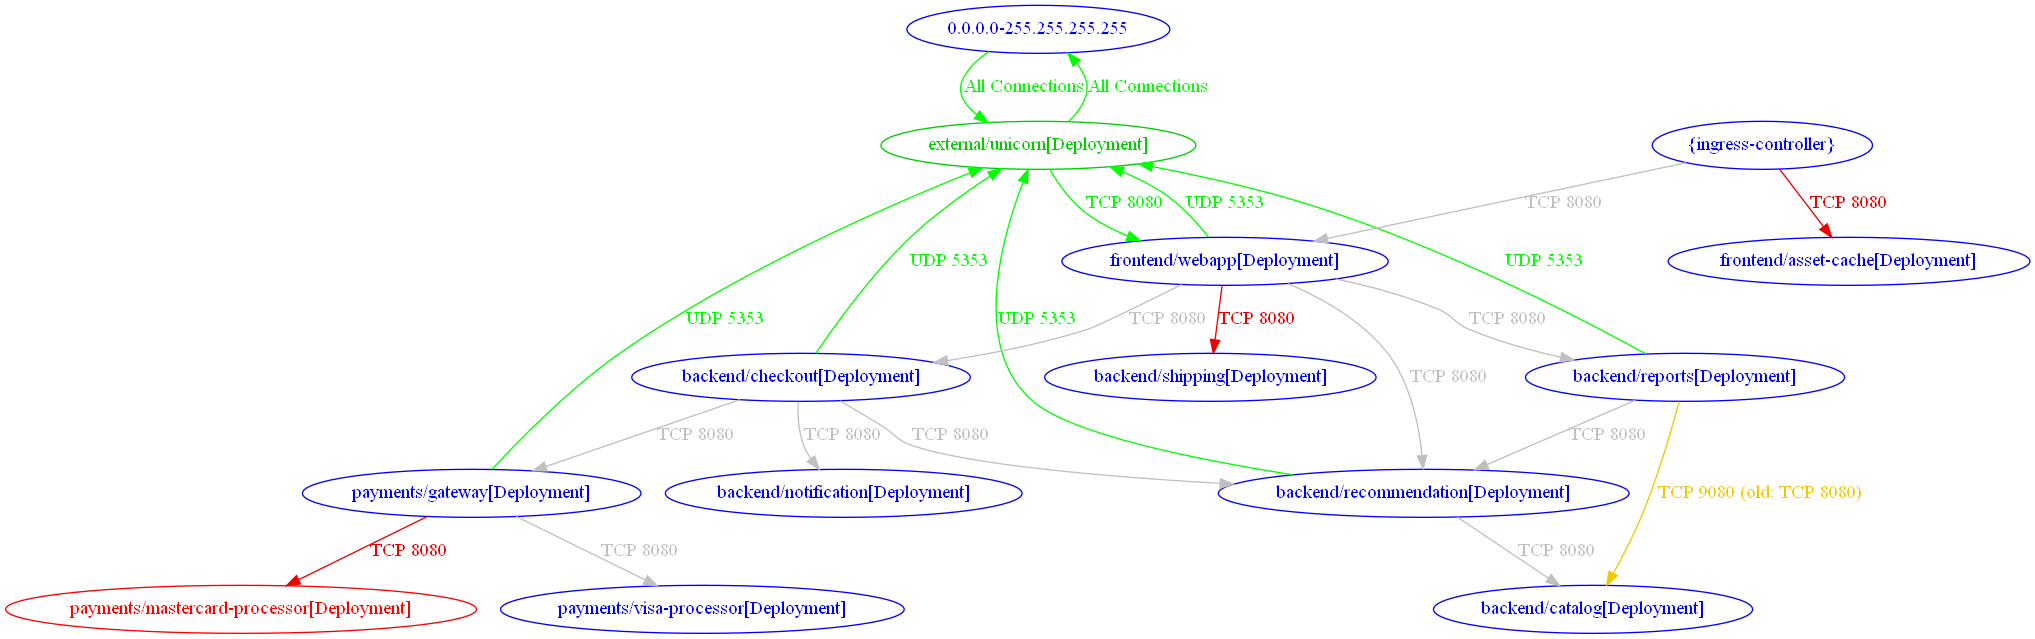 0.0.0.0-255.255.255.255
All Connections
All Connections
external/unicorn[Deployment]
{ingress-controller}
TCP 8080
UDP 5353
TCP 8080
TCP 8080
UDP 5353
frontend/webapp[Deployment]
UDP 5353
frontend/asset-cache[Deployment]
UDP 5353
UDP 5353
TCP 8080
TCP 8080
TCP 8080
backend/checkout[Deployment]
backend/shipping[Deployment]
TCP 8080
backend/reports[Deployment]
TCP 8080
TCP 8080
TCP 8080
TCP 8080
payments/gateway[Deployment]
backend/notification[Deployment]
backend/recommendation[Deployment]
TCP 9080 (old: TCP 8080)
TCP 8080
TCP 8080
TCP 8080
payments/mastercard-processor[Deployment]
payments/visa-processor[Deployment]
backend/catalog[Deployment]